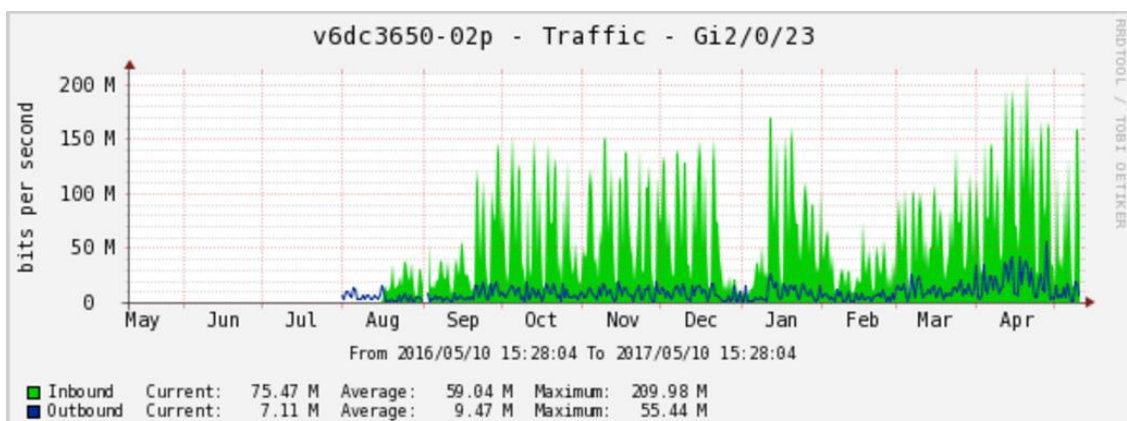 v6dc3650-02p - Traffic - Gi2/0/23
RRDTOOL / TOBI OETIKER
bits per second
200 M
150 M
100 M
50 M
0
May Jun Jul Aug Sep Oct Nov Dec Jan Feb Mar Apr
From 2016/05/10 15:28:04 To 2017/05/10 15:28:04
Inbound Current: 75.47 M Average: 59.04 M Maximum: 209.98 M
Outbound Current: 7.11 M Average: 9.47 M Maximum: 55.44 M